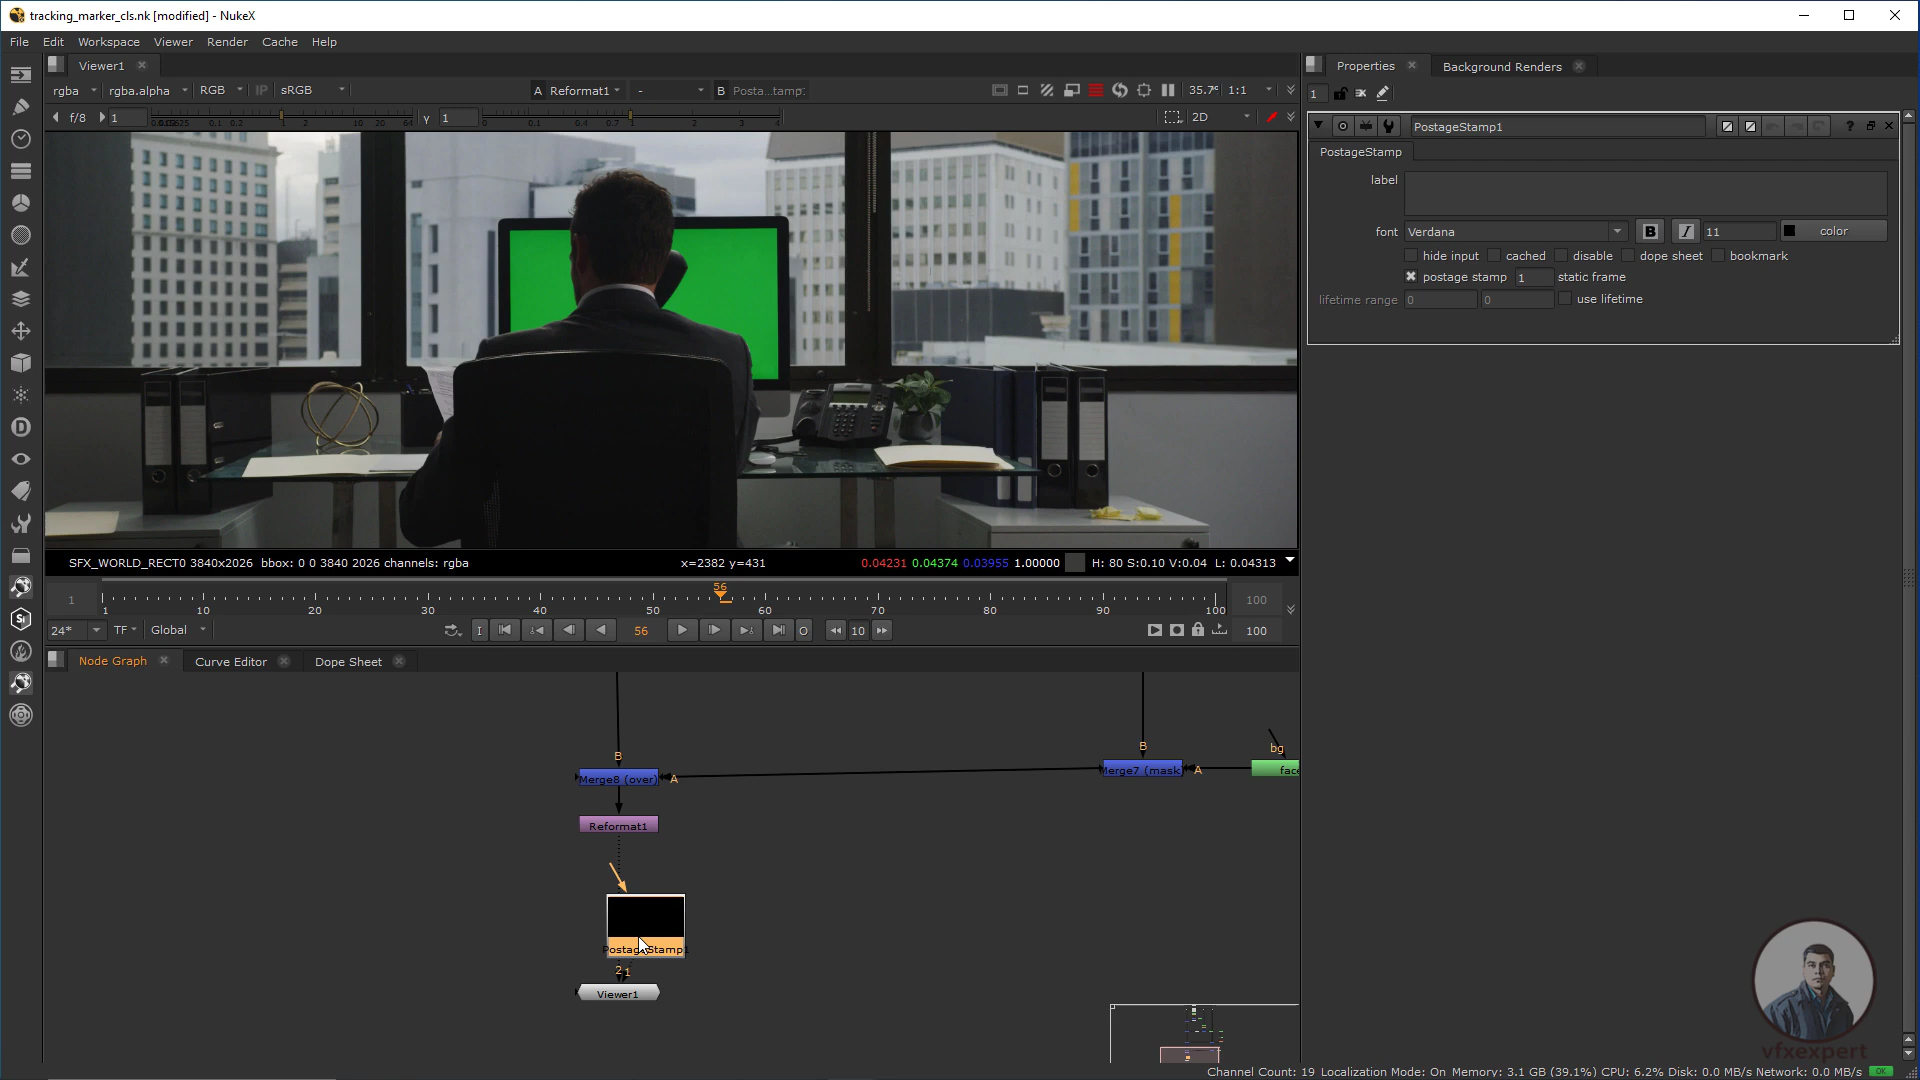 tracking_marker_cls.nk [modified] - NukeX
File Edit Workspace Viewer Render Cache Help
Viewer1
rgba rgba.alpha RGB IP sRGB A Reformat1 - B Posta...tamp: 35.7 1:1
f/8 1 y 1 2D
SFX_WORLD_RECT0 3840x2026 bbox: 0 0 3840 2026 channels: rgba x=2382 y=431 0.04231 0.04374 0.03955 1.00000 H: 80 S:0.10 V:0.04 L: 0.04313
56
1 100
1 10 20 30 40 50 60 70 80 90 100
24* TF Global I 56 O 10 100
Node Graph Curve Editor Dope Sheet
B
Merge8 (over) A
Reformat1
PostageStamp1
2 1
Viewer1
B
Merge7 (mask) A
bg
face
Properties Background Renders
1
PostageStamp1
PostageStamp
label
font Verdana B I 11 color
hide input cached disable dope sheet bookmark
postage stamp 1 static frame
lifetime range 0 0 use lifetime
vfxexpert
Channel Count: 19 Localization Mode: On Memory: 3.1 GB (39.1%) CPU: 6.2% Disk: 0.0 MB/s Network: 0.0 MB/s OK